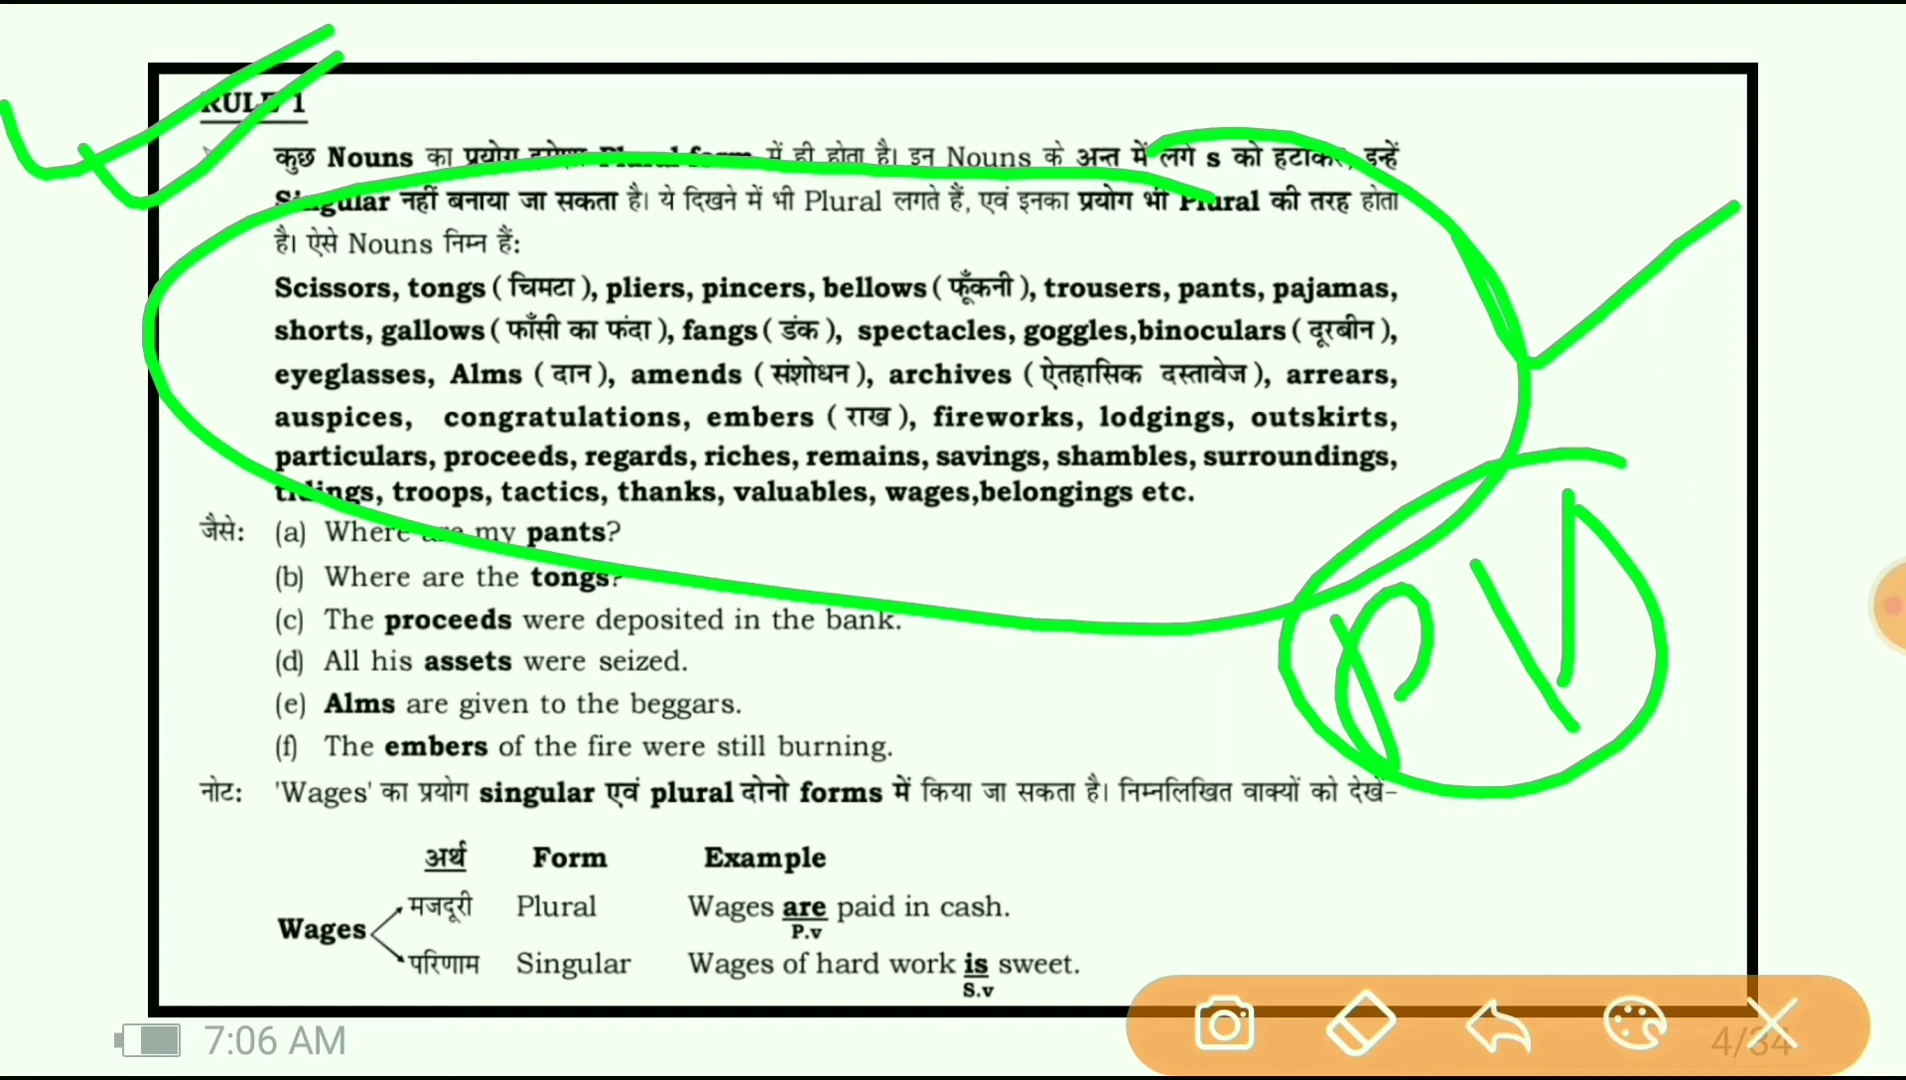 RULE 1
कुछ Nouns का प्रयोग हमेशा Plural form में ही होता है। इन Nouns के अन्त में लगे s को हटाकर, इन्हें
Singular नहीं बनाया जा सकता है। ये दिखने में भी Plural लगते हैं, एवं इनका प्रयोग भी Plural की तरह होता
है। ऐसे Nouns निम्न हैं:
Scissors, tongs ( चिमटा ), pliers, pincers, bellows ( फूँकनी ), trousers, pants, pajamas,
shorts, gallows ( फाँसी का फंदा ), fangs ( डंक ), spectacles, goggles,binoculars ( दूरबीन ),
eyeglasses, Alms ( दान ), amends ( संशोधन ), archives ( ऐतहासिक दस्तावेज ), arrears,
auspices, congratulations, embers ( राख ), fireworks, lodgings, outskirts,
particulars, proceeds, regards, riches, remains, savings, shambles, surroundings,
tidings, troops, tactics, thanks, valuables, wages,belongings etc.
जैसे: (a) Where are my pants?
(b) Where are the tongs?
(c) The proceeds were deposited in the bank.
(d) All his assets were seized.
(e) Alms are given to the beggars.
(f) The embers of the fire were still burning.
नोट: 'Wages' का प्रयोग singular एवं plural दोनो forms में किया जा सकता है। निम्नलिखित वाक्यों को देखें–
अर्थ Form Example
मजदूरी Plural Wages are paid in cash.
P.v
Wages
परिणाम Singular Wages of hard work is sweet.
S.v
PV
7:06 AM
4/34